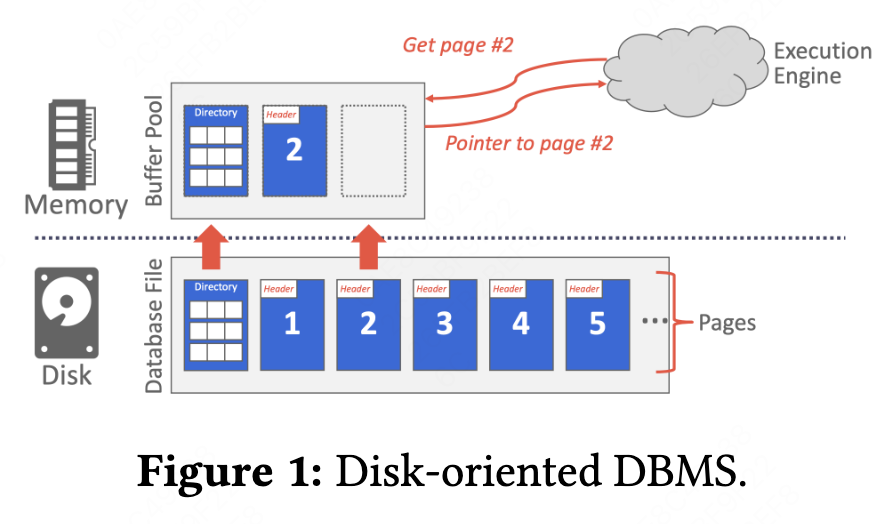 Get page #2
Execution
Engine
Pointer to page #2
Memory
Buffer Pool
Directory
Header
2
Disk
Database File
Directory
Header
1
Header
2
Header
3
Header
4
Header
5
...
Pages
Figure 1: Disk-oriented DBMS.